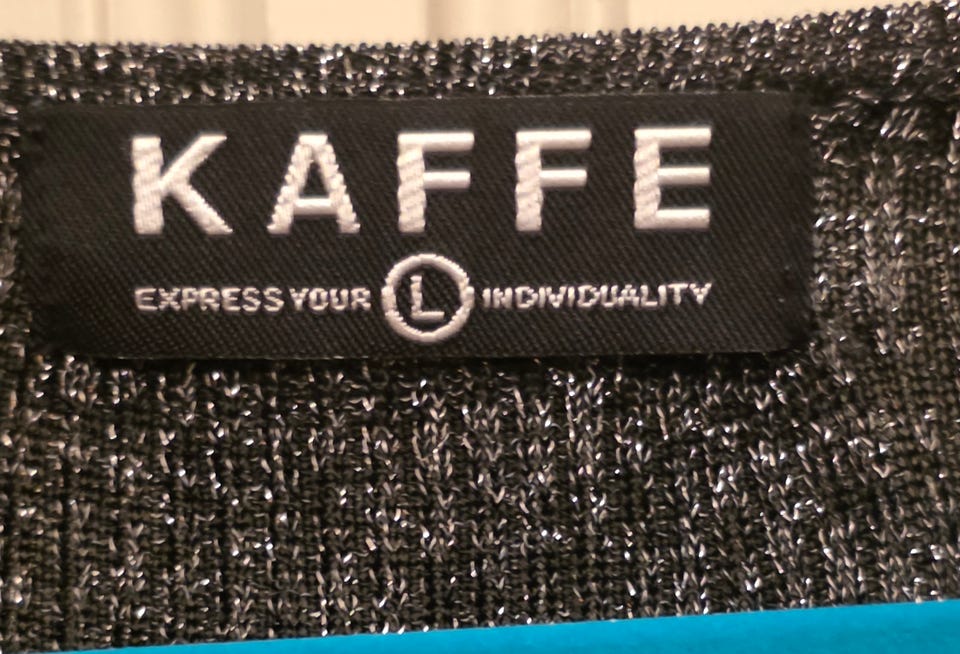 KAFFE
EXPRESS YOUR L INDIVIDUALITY